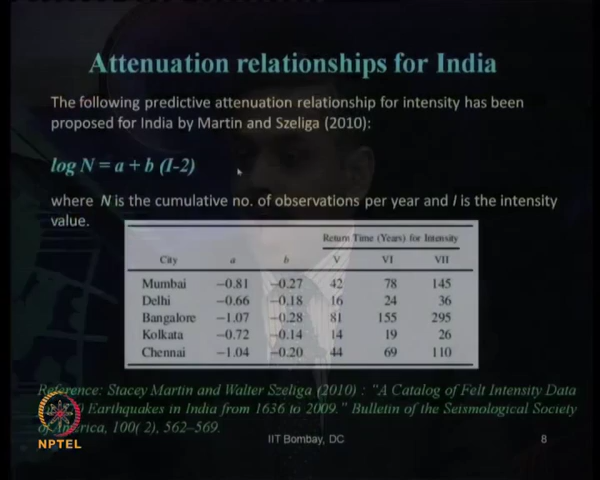 Attenuation relationships for India
The following predictive attenuation relationship for intensity has been
proposed for India by Martin and Szeliga (2010):
log N = a + b (I-2)
where N is the cumulative no. of observations per year and I is the intensity
value.
Return Time (Years) for Intensity
City a b V VI VII
Mumbai −0.81 −0.27 42 78 145
Delhi −0.66 −0.18 16 24 36
Bangalore −1.07 −0.28 81 155 295
Kolkata −0.72 −0.14 14 19 26
Chennai −1.04 −0.20 44 69 110
Reference: Stacey Martin and Walter Szeliga (2010) : "A Catalog of Felt Intensity Data
Earthquakes in India from 1636 to 2009." Bulletin of the Seismological Society
of America, 100( 2), 562–569.
NPTEL
IIT Bombay, DC
8